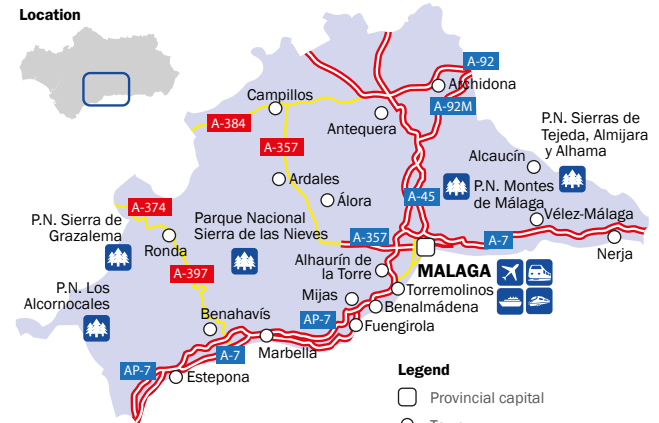 Location
A-92
Archidona
Campillos
A-92M
A-384
Antequera
P.N. Sierras de
Tejeda, Almijara
y Alhama
A-357
Alcaucín
Ardales
A-45
P.N. Montes
de Málaga
Álora
A-374
P.N. Sierra de
Grazalema
Parque Nacional
Sierra de las Nieves
Vélez-Málaga
A-357
A-7
Ronda
Nerja
Alhaurín de
la Torre
MALAGA
A-397
P.N. Los
Alcornocales
Mijas
Torremolinos
Benalmádena
Benahavís
AP-7
Fuengirola
A-7
Marbella
AP-7
Estepona
Legend
Provincial capital